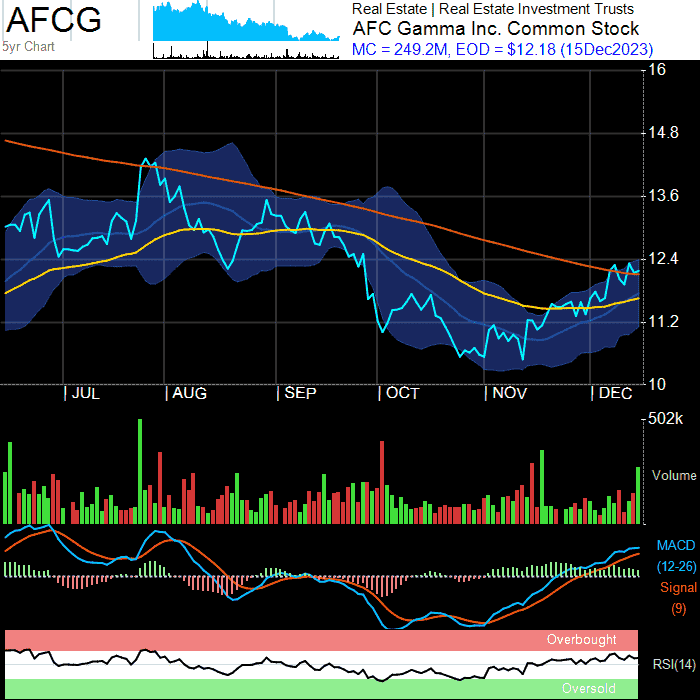 AFCG
5yr Chart
Real Estate | Real Estate Investment Trusts
AFC Gamma Inc. Common Stock
MC = 249.2M, EOD = $12.18 (15Dec2023)
16
14.8
13.6
12.4
11.2
10
| JUL | AUG | SEP | OCT | NOV | DEC
502k
Volume
MACD
(12-26)
Signal
(9)
Overbought
RSI(14)
Oversold